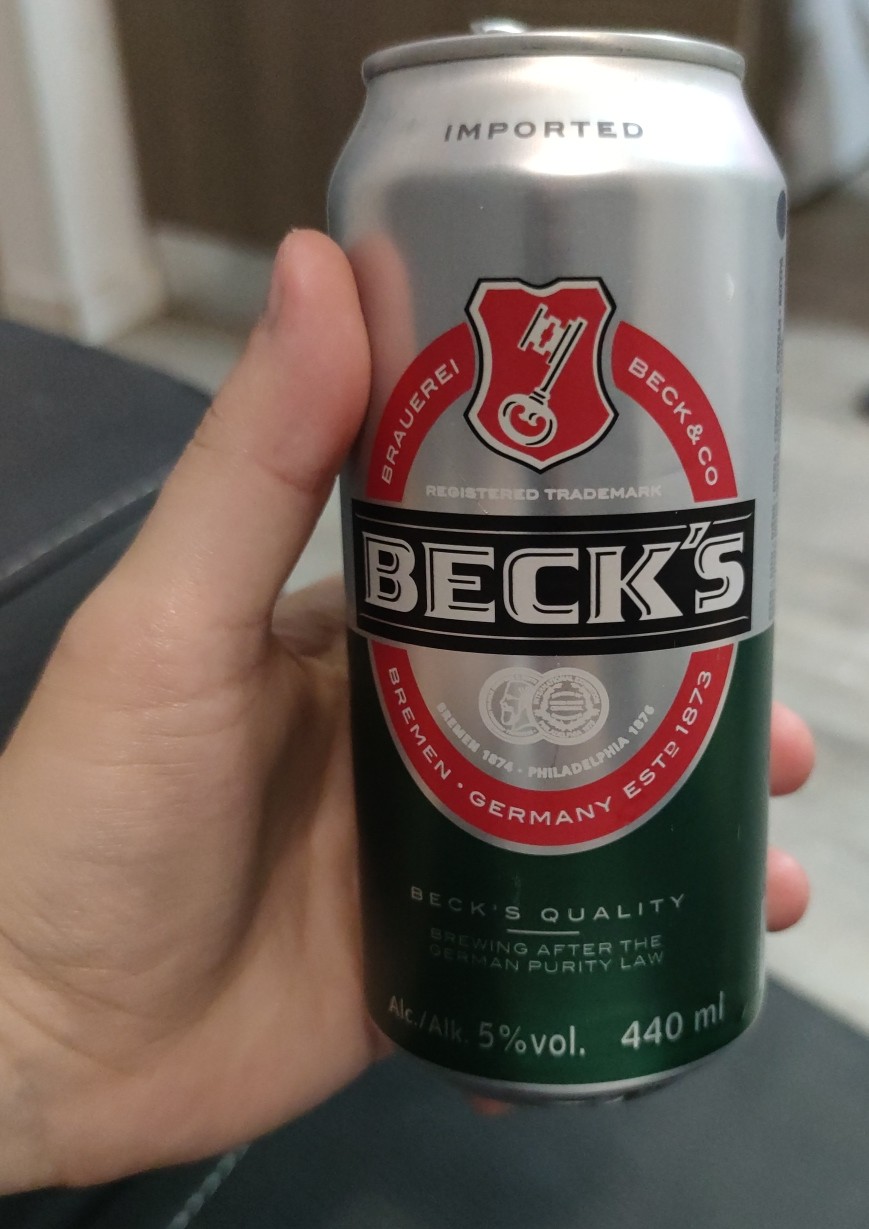 IMPORTED
BRAUEREI BECK & CO
REGISTERED TRADEMARK
BECK'S
BREMEN 1874 - PHILADELPHIA 1876
BREMEN · GERMANY ESTD 1873
BECK'S QUALITY
BREWING AFTER THE
GERMAN PURITY LAW
Alc./Alk. 5%vol. 440 ml